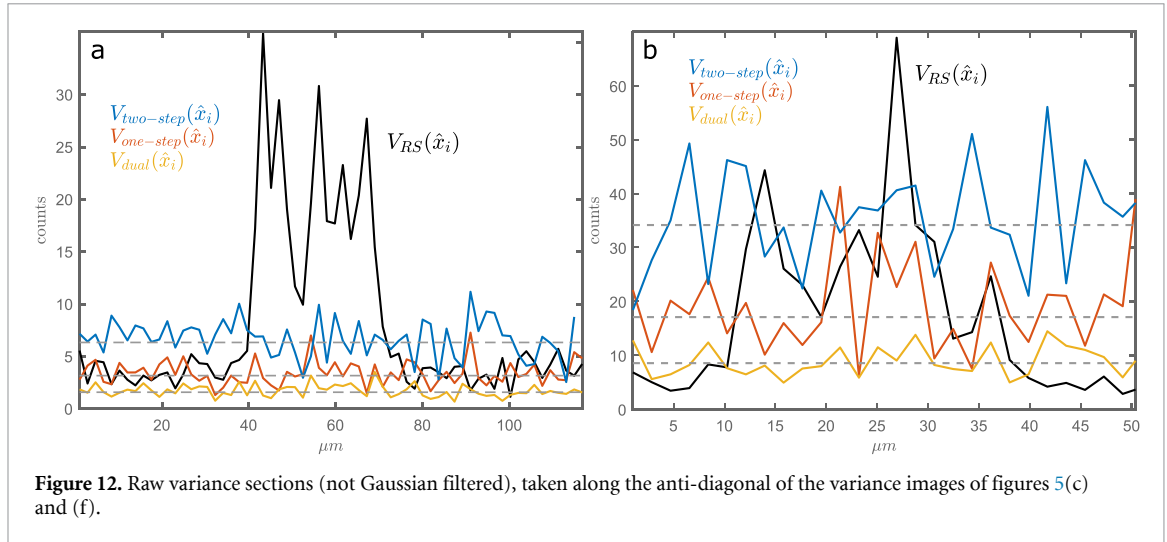 a
V_{two-step}(x̂_i)
V_{one-step}(x̂_i)
V_{dual}(x̂_i)
V_{RS}(x̂_i)
counts
0
5
10
15
20
25
30
20 40 60 80 100
μm
b
V_{two-step}(x̂_i)
V_{one-step}(x̂_i)
V_{dual}(x̂_i)
V_{RS}(x̂_i)
counts
0
10
20
30
40
50
60
5 10 15 20 25 30 35 40 45 50
μm
Figure 12. Raw variance sections (not Gaussian filtered), taken along the anti-diagonal of the variance images of figures 5(c)
and (f).